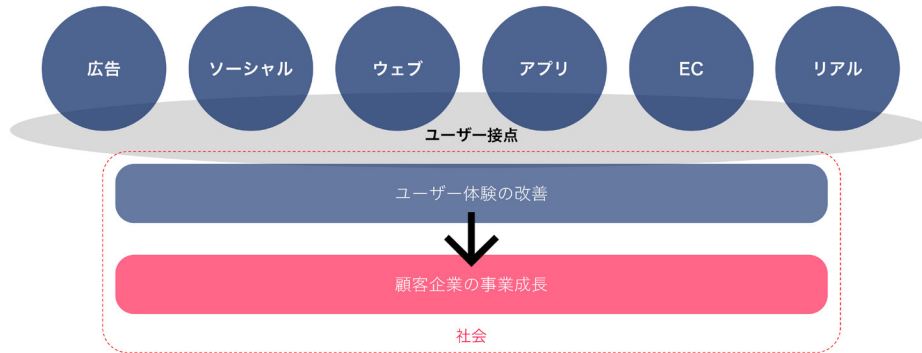 広告
ソーシャル
ウェブ
アプリ
EC
リアル
ユーザー接点
ユーザー体験の改善
顧客企業の事業成長
社会